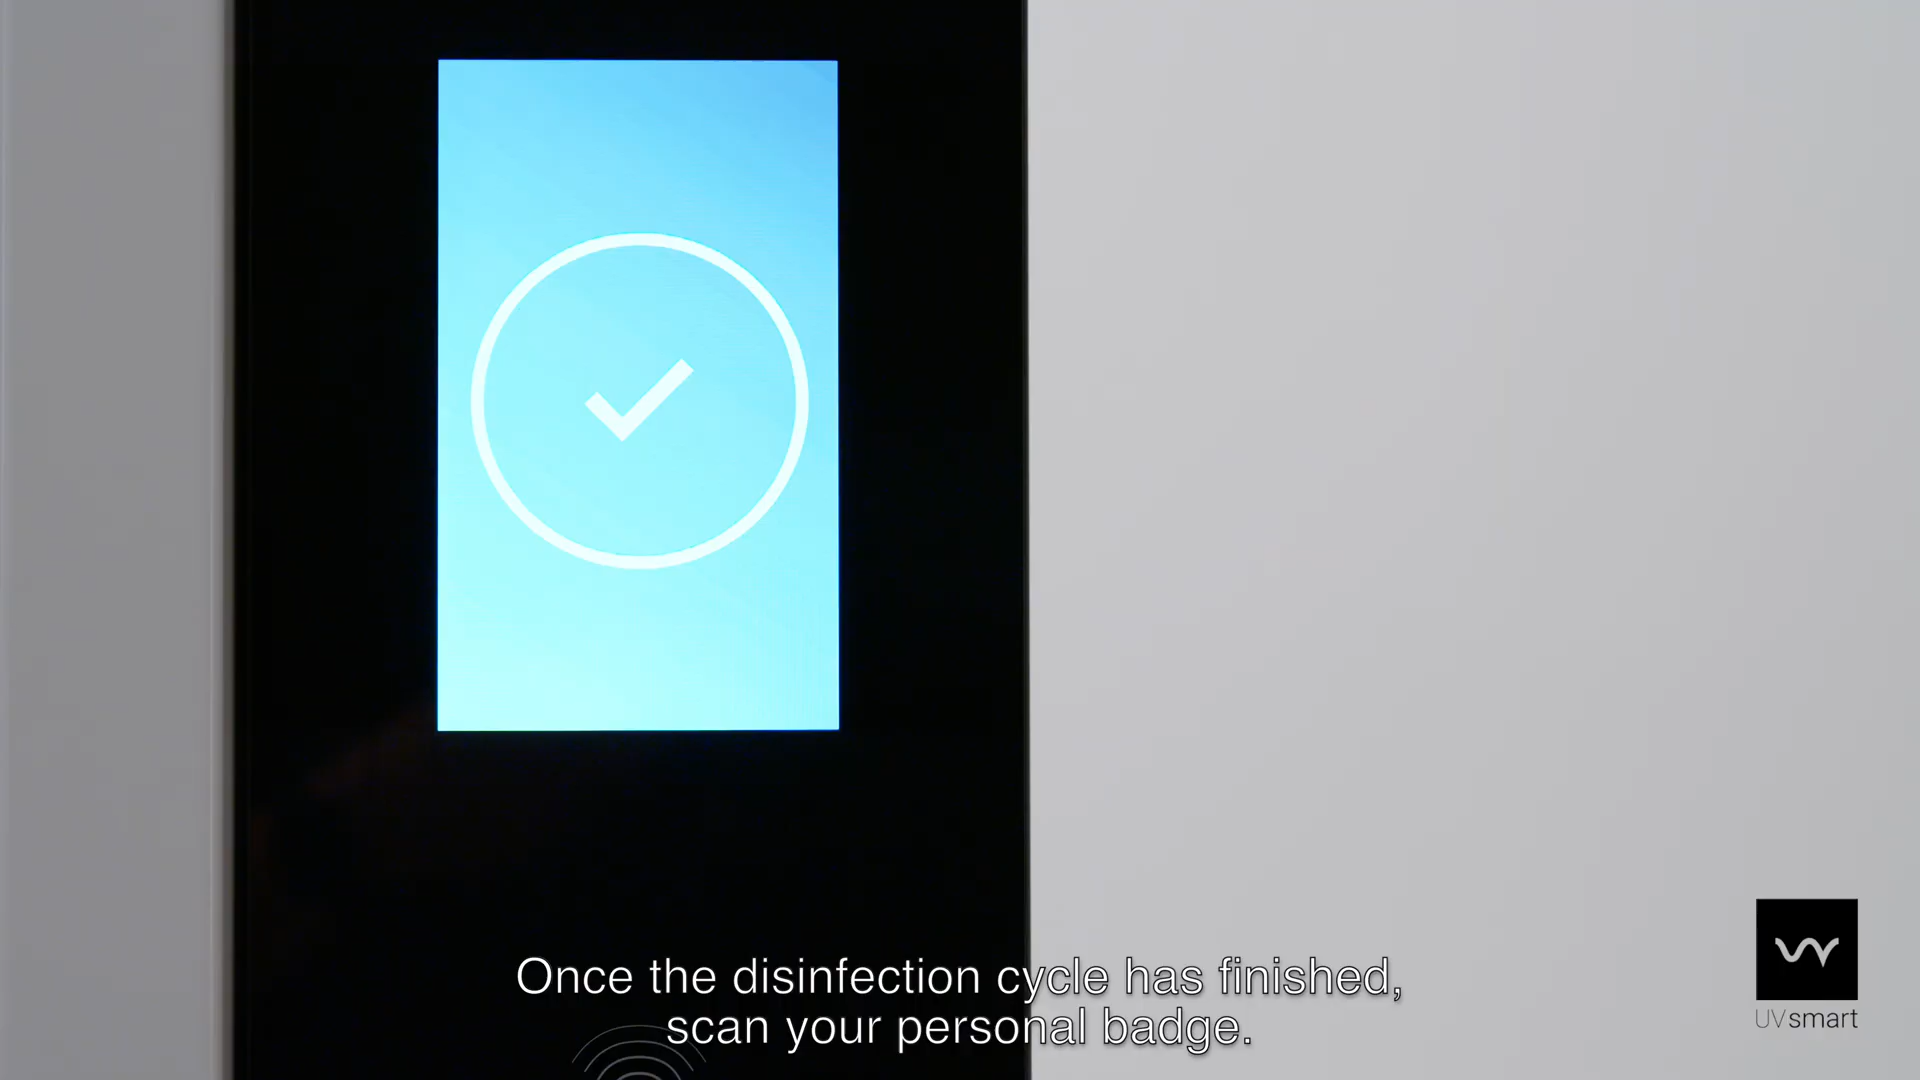 Once the disinfection cycle has finished,
scan your personal badge.
UVsmart